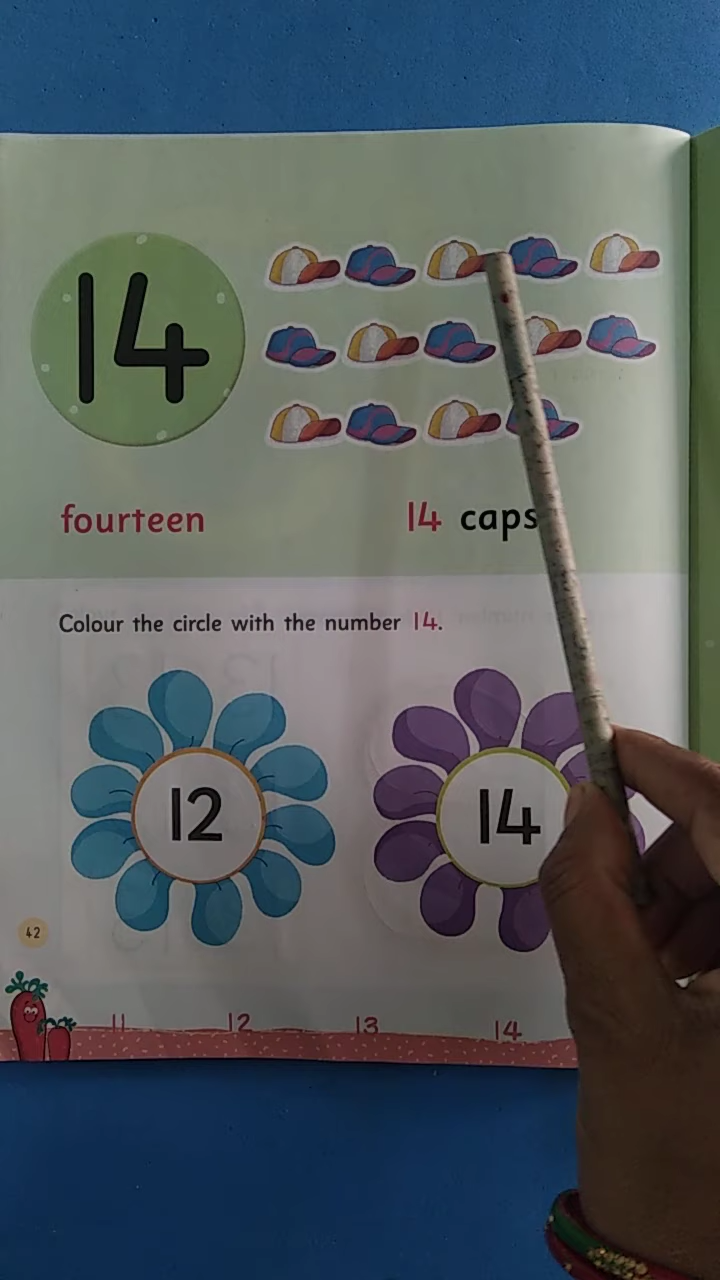 14
fourteen
14 caps
Colour the circle with the number 14.
12
14
42
11 12 13 14